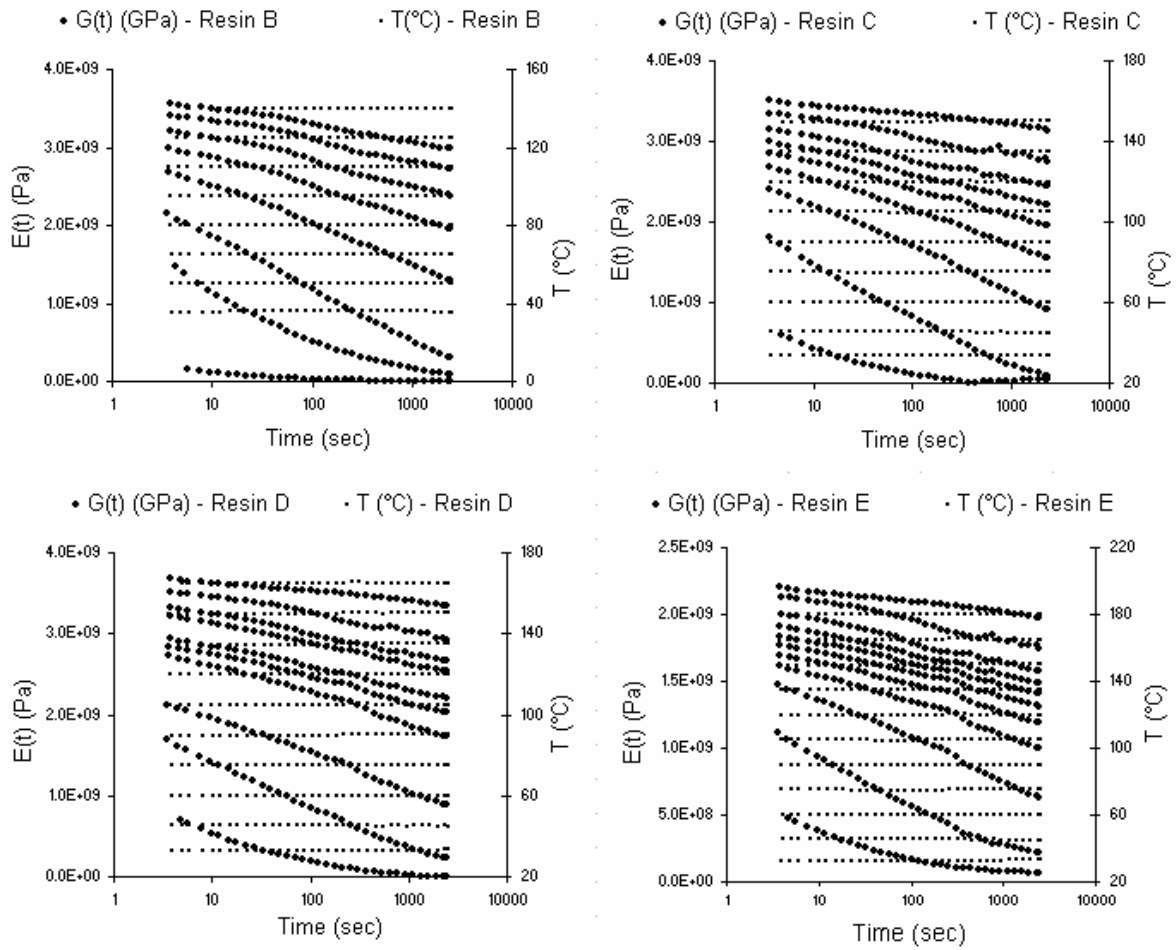 G(t) (GPa) - Resin B
T(°C) - Resin B
4.0E+09
3.0E+09
2.0E+09
1.0E+09
0.0E+00
E(t) (Pa)
160
120
80
40
0
T (°C)
1
10
100
1000
10000
Time (sec)
G(t) (GPa) - Resin C
T (°C) - Resin C
4.0E+09
3.0E+09
2.0E+09
1.0E+09
0.0E+00
E(t) (Pa)
180
140
100
60
20
T (°C)
1
10
100
1000
10000
Time (sec)
G(t) (GPa) - Resin D
T (°C) - Resin D
4.0E+09
3.0E+09
2.0E+09
1.0E+09
0.0E+00
E(t) (Pa)
180
140
100
60
20
T (°C)
1
10
100
1000
10000
Time (sec)
G(t) (GPa) - Resin E
T (°C) - Resin E
2.5E+09
2.0E+09
1.5E+09
1.0E+09
5.0E+08
0.0E+00
E(t) (Pa)
220
180
140
100
60
20
T (°C)
1
10
100
1000
10000
Time (sec)